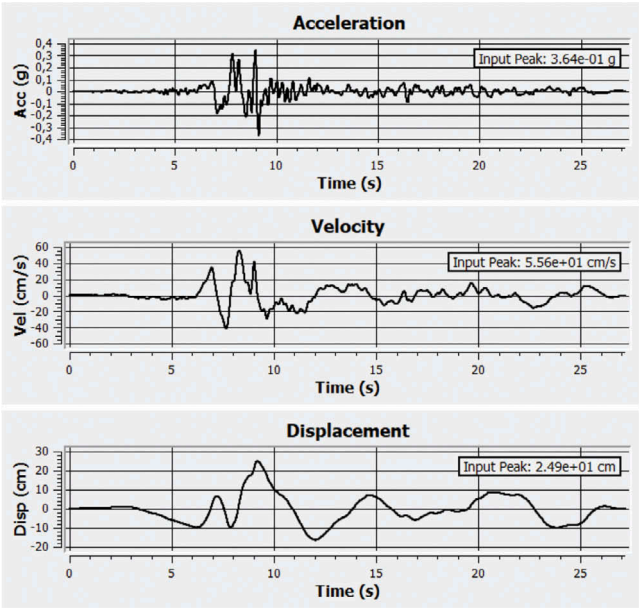 Acceleration
Input Peak: 3.64e-01 g
Acc (g)
0,4
0,3
0,2
0,1
0
-0,1
-0,2
-0,3
-0,4
0 5 10 15 20 25
Time (s)
Velocity
Input Peak: 5.56e+01 cm/s
Vel (cm/s)
60
40
20
0
-20
-40
-60
0 5 10 15 20 25
Time (s)
Displacement
Input Peak: 2.49e+01 cm
Disp (cm)
30
20
10
0
-10
-20
0 5 10 15 20 25
Time (s)